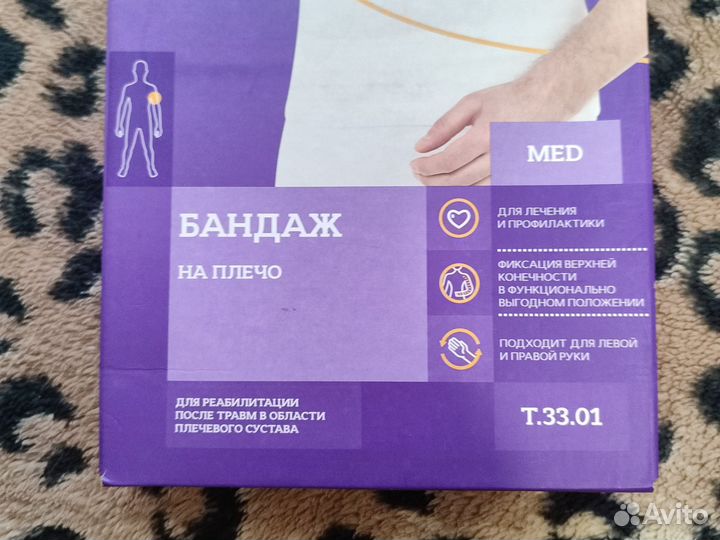 MED
БАНДАЖ
НА ПЛЕЧО
ДЛЯ ЛЕЧЕНИЯ
И ПРОФИЛАКТИКИ
ФИКСАЦИЯ ВЕРХНЕЙ
КОНЕЧНОСТИ
В ФУНКЦИОНАЛЬНО
ВЫГОДНОМ ПОЛОЖЕНИИ
ПОДХОДИТ ДЛЯ ЛЕВОЙ
И ПРАВОЙ РУКИ
ДЛЯ РЕАБИЛИТАЦИИ
ПОСЛЕ ТРАВМ В ОБЛАСТИ
ПЛЕЧЕВОГО СУСТАВА
Т.33.01
Avito